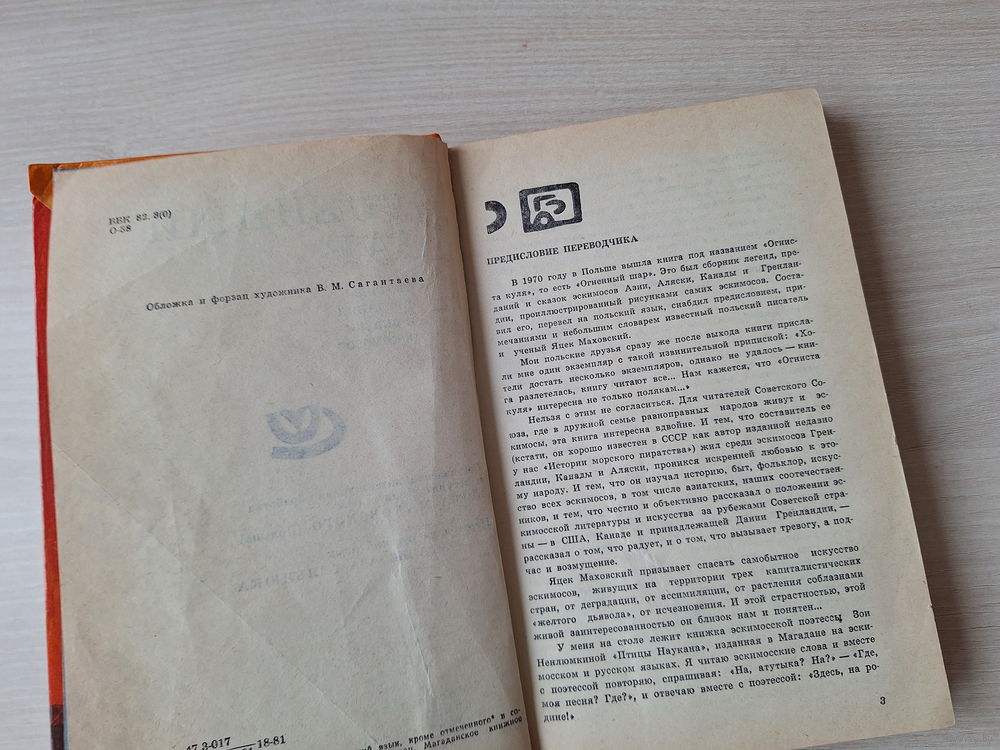 ББК 82. 3(0)
О-58
Обложка и форзац художника В. М. Сагантаева
47.3-017
18-81
язык, кроме отмеченного* в со-
Магаданское книжное
ПРЕДИСЛОВИЕ ПЕРЕВОДЧИКА
В 1970 году в Польше вышла книга под названием «Огнис-
та куля», то есть «Огненный шар». Это был сборник легенд, пре-
даний и сказок эскимосов Азии, Аляски, Канады и Гренлан-
дии, проиллюстрированный рисунками самих эскимосов. Соста-
вил его, перевел на польский язык, снабдил предисловием, при-
мечаниями и небольшим словарем известный польский писатель
и ученый Яцек Маховский.
Мои польские друзья сразу же после выхода книги присла-
ли мне один экземпляр с такой извинительной припиской: «Хо-
тели достать несколько экземпляров, однако не удалось — кни-
га разлетелась, книгу читают все... Нам кажется, что «Огниста
куля» интересна не только полякам...»
Нельзя с этим не согласиться. Для читателей Советского Со-
юза, где в дружной семье равноправных народов живут и эс-
кимосы, эта книга интересна вдвойне. И тем, что составитель ее
(кстати, он хорошо известен в СССР как автор изданной недавно
у нас «Истории морского пиратства») жил среди эскимосов Грен-
ландии, Канады и Аляски, проникся искренней любовью к это-
му народу. И тем, что он изучал историю, быт, фольклор, искус-
ство всех эскимосов, в том числе азиатских, наших соотечествен-
ников, и тем, что честно и объективно рассказал о положении эс-
кимосской литературы и искусства за рубежами Советской стра-
ны — в США, Канаде и принадлежащей Дании Гренландии, —
рассказал о том, что радует, и о том, что вызывает тревогу, а под-
час и возмущение.
Яцек Маховский призывает спасать самобытное искусство
эскимосов, живущих на территории трех капиталистических
стран, от деградации, от ассимиляции, от растления соблазнами
«желтого дьявола», от исчезновения. И этой страстностью, этой
живой заинтересованностью он близок нам и понятен...
У меня на столе лежит книжка эскимосской поэтессы Зои
Ненлюмкиной «Птицы Наукана», изданная в Магадане на эски-
мосском и русском языках. Я читаю эскимосские слова и вместе
с поэтессой повторяю, спрашивая: «На, атутыка? На?» — «Где,
моя песня? Где?», и отвечаю вместе с поэтессой: «Здесь, на ро-
дине!»
3